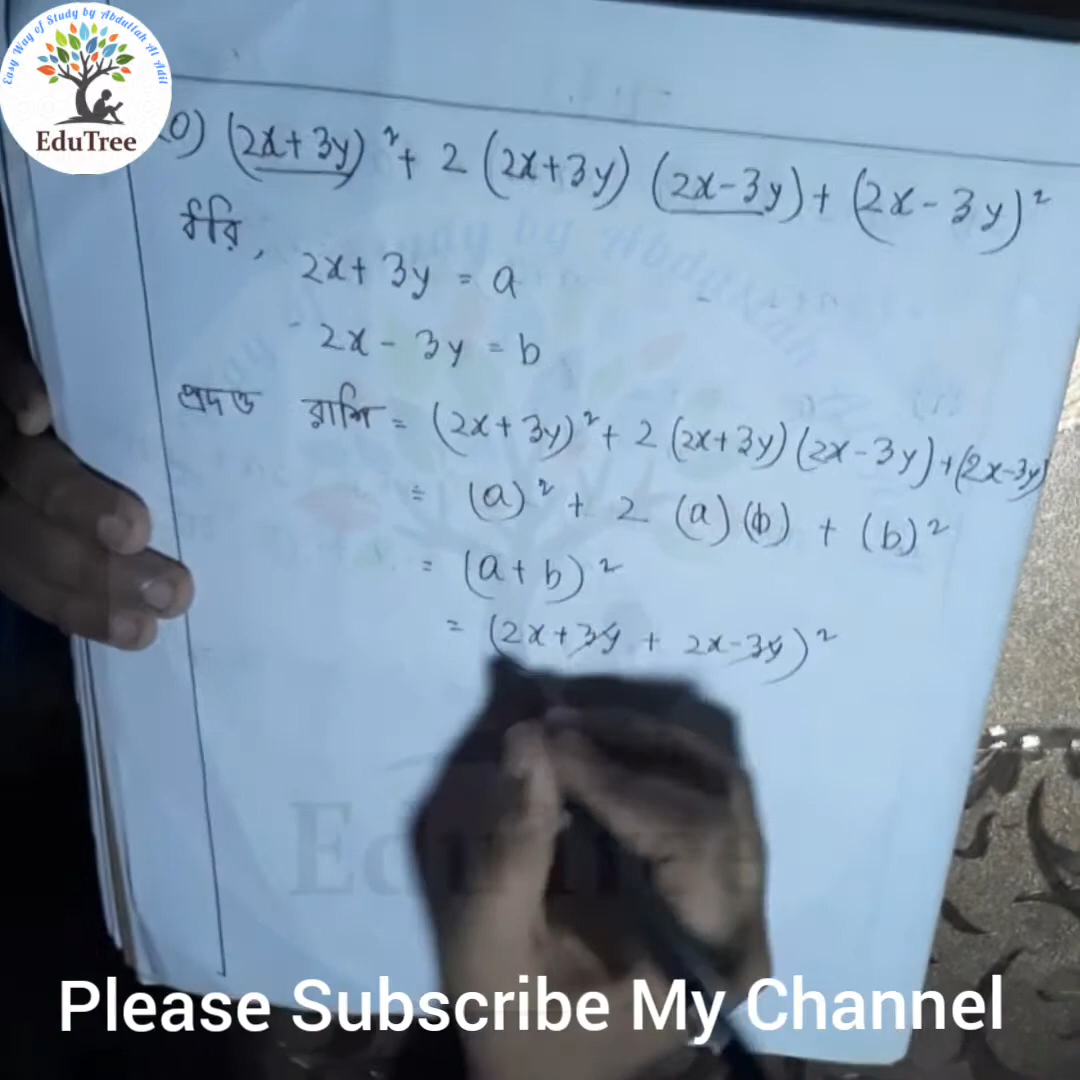 Easy Way of Study by Abdullah Al Adil
EduTree
0) (2x+3y)² + 2 (2x+3y) (2x-3y) + (2x-3y)²
ধরি,
2x+3y = a
2x-3y = b
প্রদত্ত রাশি = (2x+3y)² + 2 (2x+3y) (2x-3y) + (2x-3y)
= (a)² + 2 (a) (b) + (b)²
= (a+b)²
= (2x+3y + 2x-3y)²
EduTree
Please Subscribe My Channel